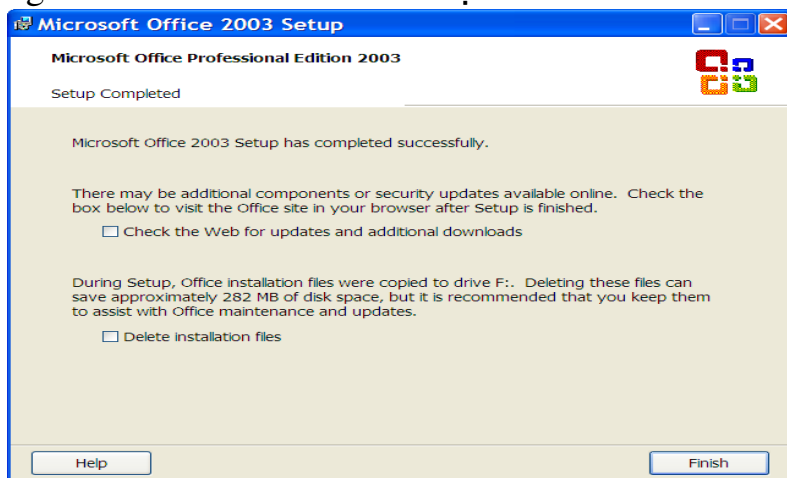 Microsoft Office 2003 Setup
Microsoft Office Professional Edition 2003
Setup Completed
Microsoft Office 2003 Setup has completed successfully.
There may be additional components or security updates available online. Check the
box below to visit the Office site in your browser after Setup is finished.
Check the Web for updates and additional downloads
During Setup, Office installation files were copied to drive F:. Deleting these files can
save approximately 282 MB of disk space, but it is recommended that you keep them
to assist with Office maintenance and updates.
Delete installation files
Help
Finish